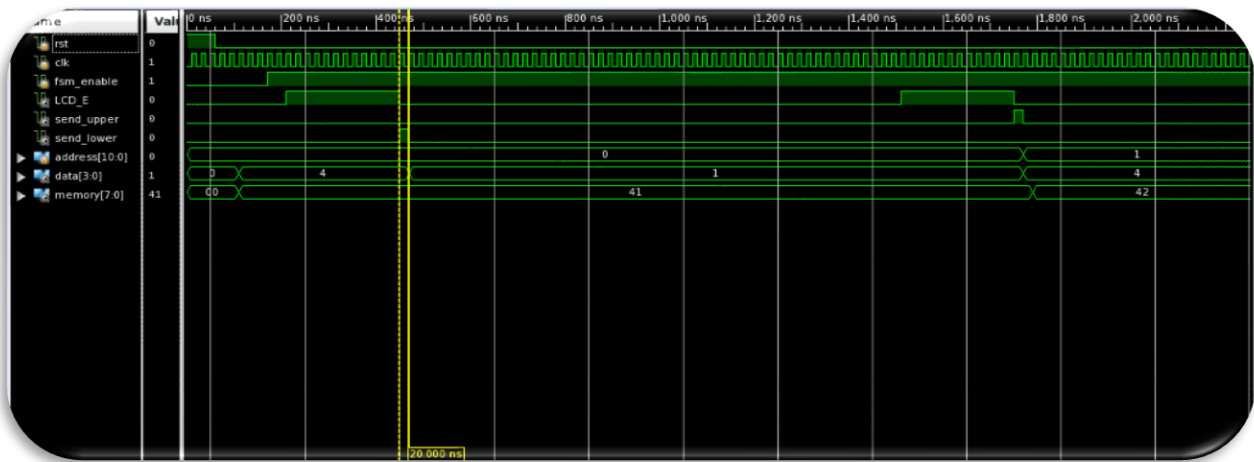 Value
0 ns 200 ns 400 ns 600 ns 800 ns 1,000 ns 1,200 ns 1,400 ns 1,600 ns 1,800 ns 2,000 ns
rst 0
clk 1
fsm_enable 1
LCD_E 0
send_upper 0
send_lower 0
address[10:0] 0 0 1
data[3:0] 1 0 4 1 4
memory[7:0] 41 00 41 42
20.000 ns